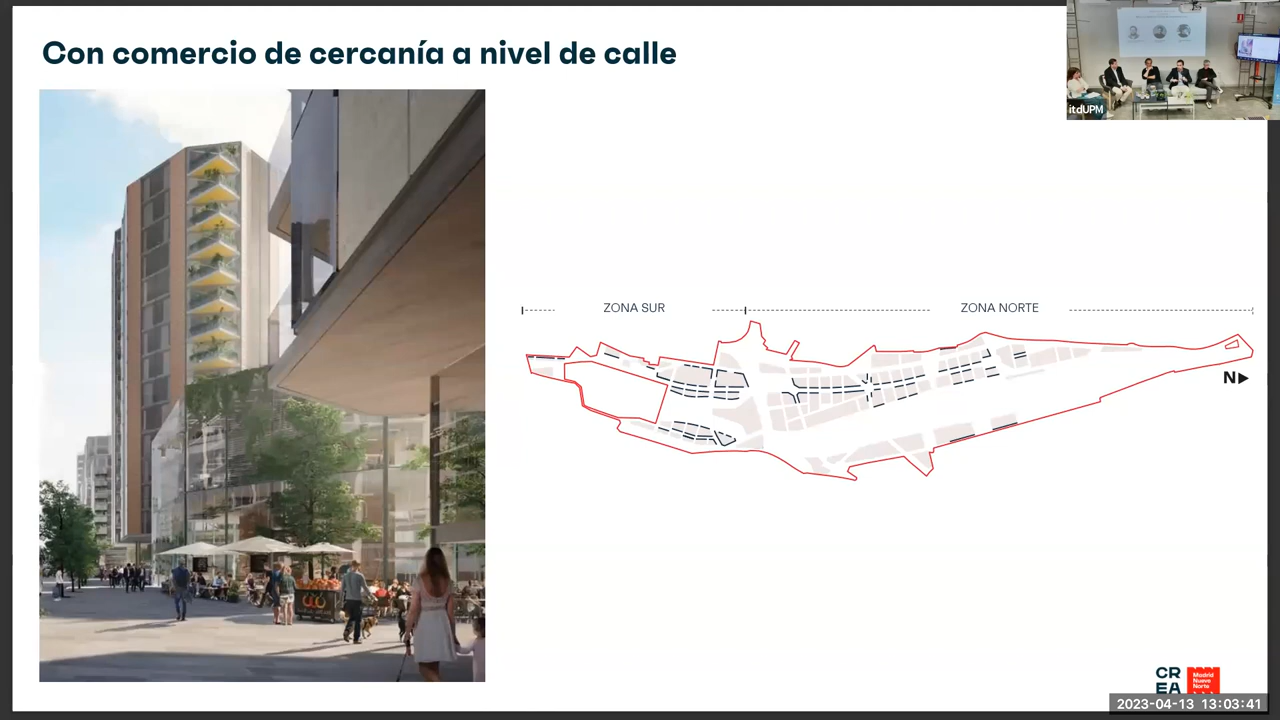 Con comercio de cercanía a nivel de calle
itdUPM
ZONA SUR
ZONA NORTE
N
CR
EA
Madrid
Nuevo
Norte
2023-04-13 13:03:41